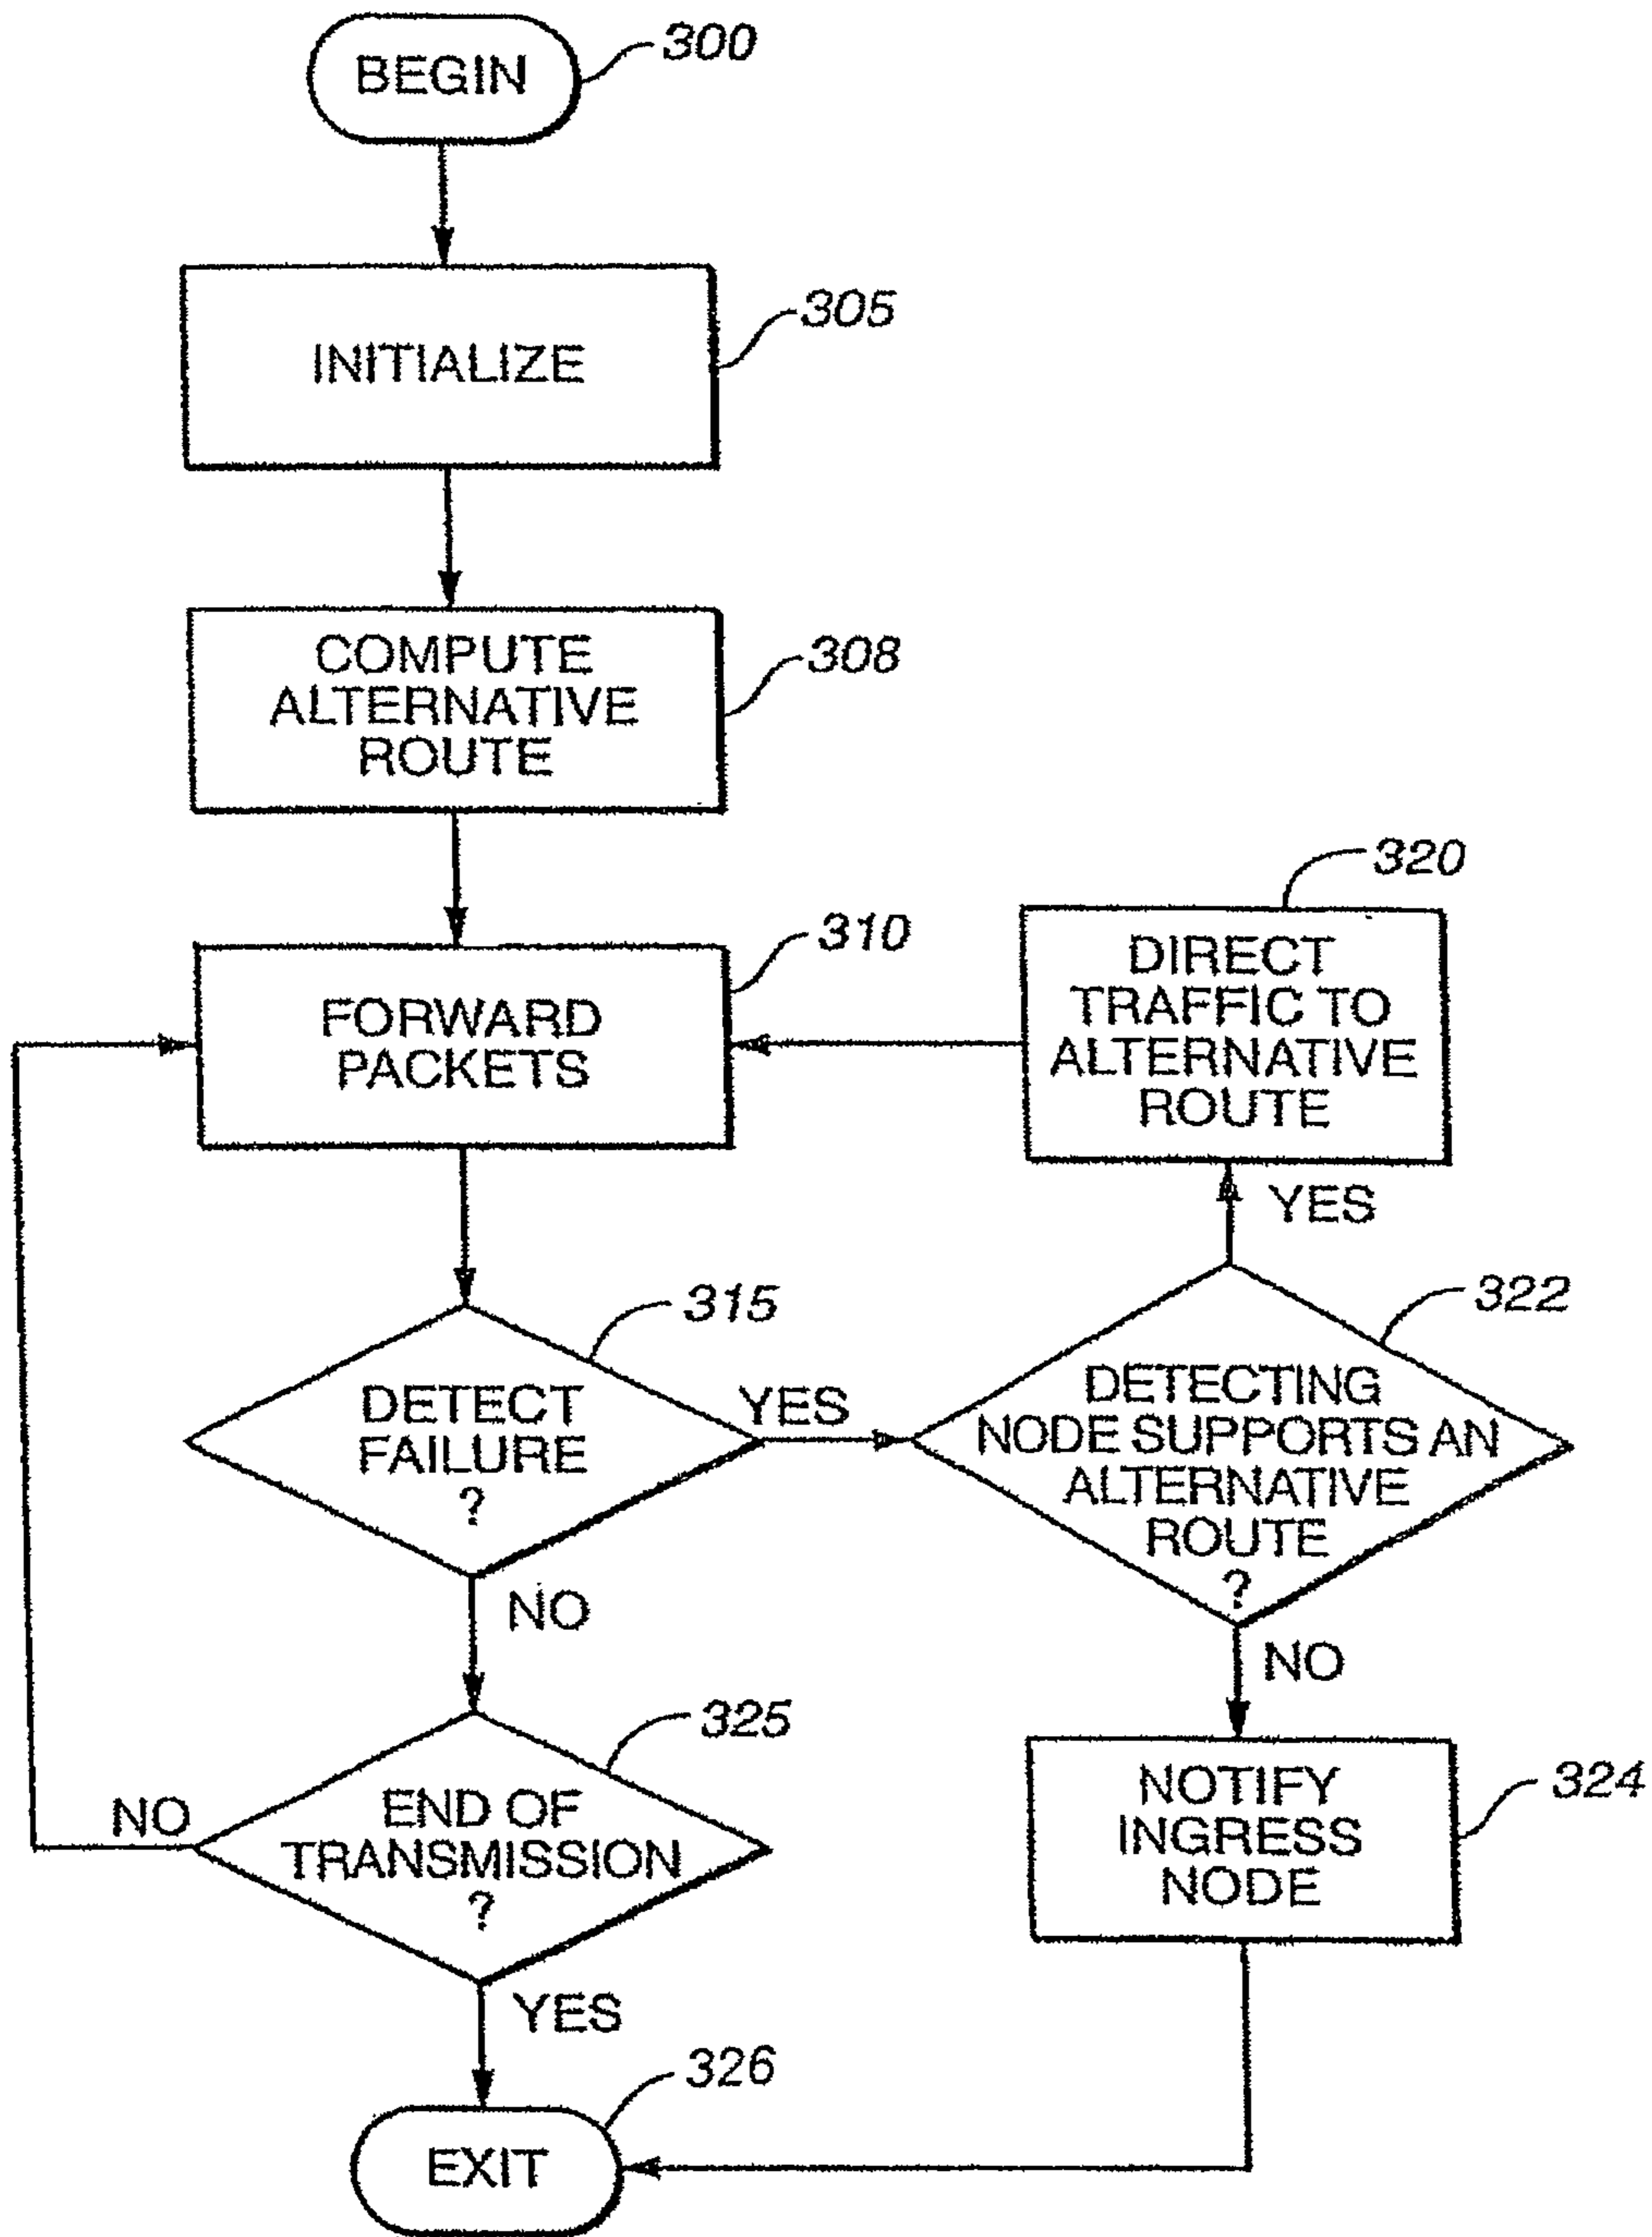 BEGIN
300
INITIALIZE
305
COMPUTE
ALTERNATIVE
ROUTE
308
FORWARD
PACKETS
310
DIRECT
TRAFFIC TO
ALTERNATIVE
ROUTE
320
YES
DETECT
FAILURE
?
315
YES
NO
DETECTING
NODE SUPPORTS AN
ALTERNATIVE
ROUTE
?
322
NO
END OF
TRANSMISSION
?
325
NO
YES
NOTIFY
INGRESS
NODE
324
EXIT
326